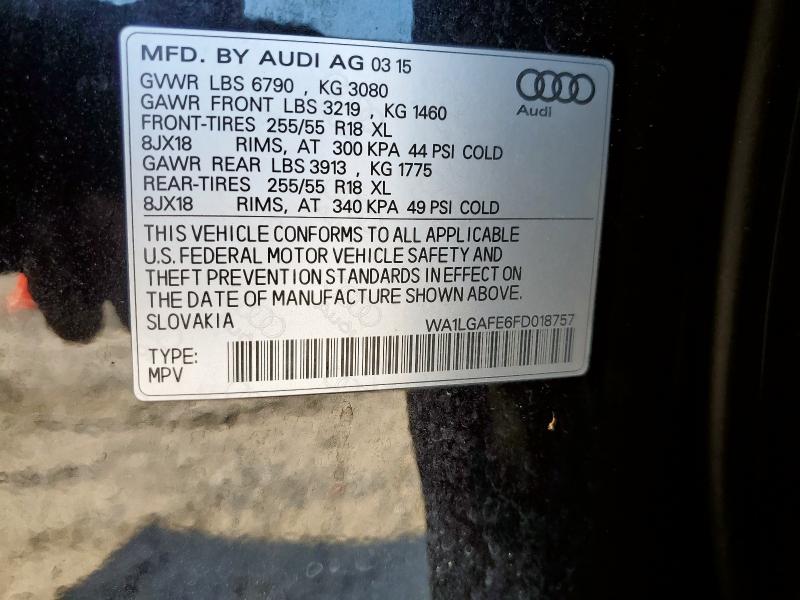 MFD. BY AUDI AG 03 15
GVWR LBS 6790 , KG 3080
GAWR FRONT LBS 3219 , KG 1460
FRONT-TIRES 255/55 R18 XL
8JX18 RIMS, AT 300 KPA 44 PSI COLD
GAWR REAR LBS 3913 , KG 1775
REAR-TIRES 255/55 R18 XL
8JX18 RIMS, AT 340 KPA 49 PSI COLD
Audi
THIS VEHICLE CONFORMS TO ALL APPLICABLE
U.S. FEDERAL MOTOR VEHICLE SAFETY AND
THEFT PREVENTION STANDARDS IN EFFECT ON
THE DATE OF MANUFACTURE SHOWN ABOVE.
SLOVAKIA WA1LGAFE6FD018757
TYPE:
MPV